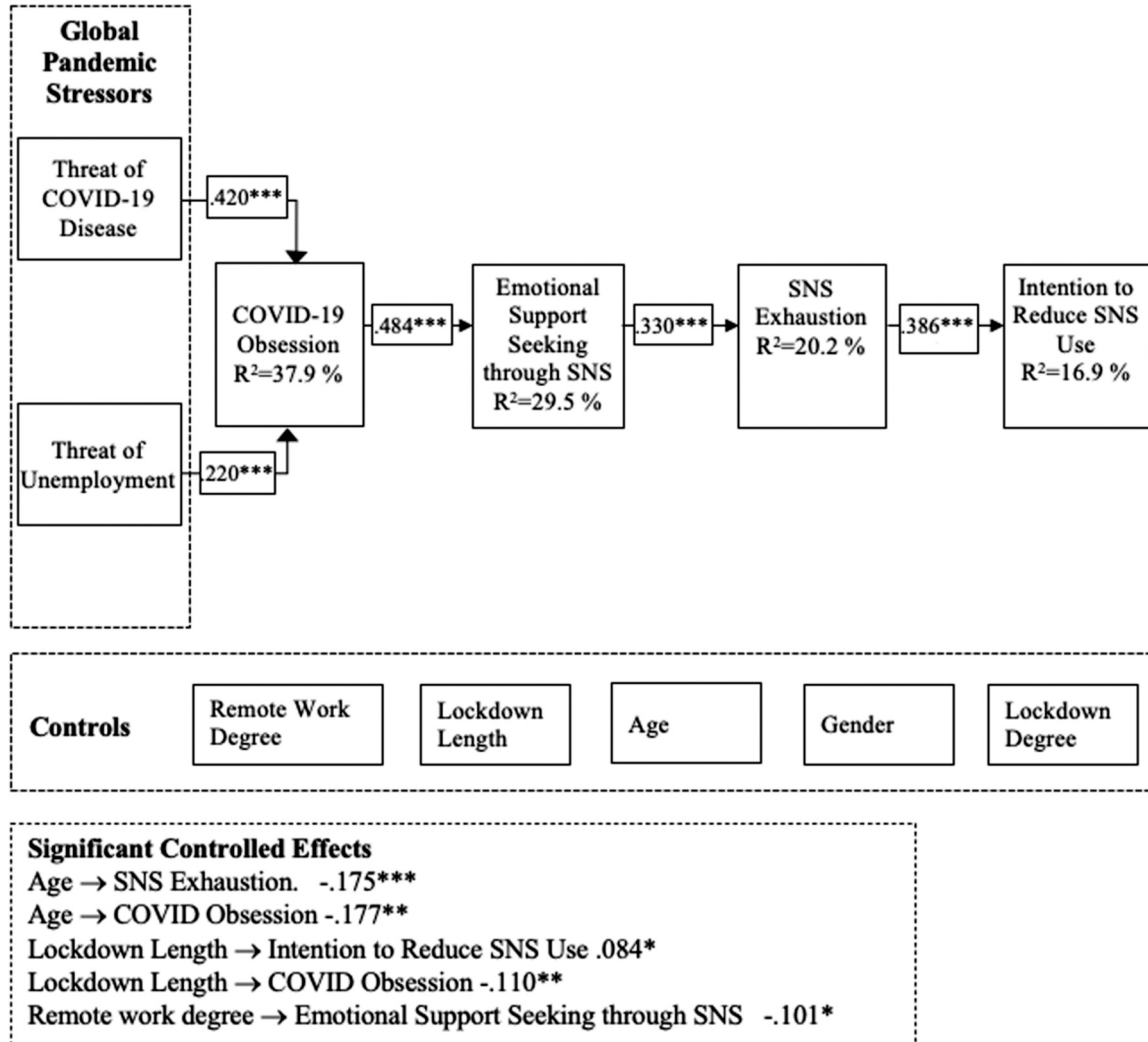 Global
Pandemic
Stressors
Threat of
COVID-19
Disease
.420***
COVID-19
Obsession
R²=37.9 %
.484***
Emotional
Support
Seeking
through SNS
R²=29.5 %
.330***
SNS
Exhaustion
R²=20.2 %
.386***
Intention to
Reduce SNS
Use
R²=16.9 %
Threat of
Unemployment
.220***
Controls
Remote Work
Degree
Lockdown
Length
Age
Gender
Lockdown
Degree
Significant Controlled Effects
Age → SNS Exhaustion. -.175***
Age → COVID Obsession -.177**
Lockdown Length → Intention to Reduce SNS Use .084*
Lockdown Length → COVID Obsession -.110**
Remote work degree → Emotional Support Seeking through SNS -.101*